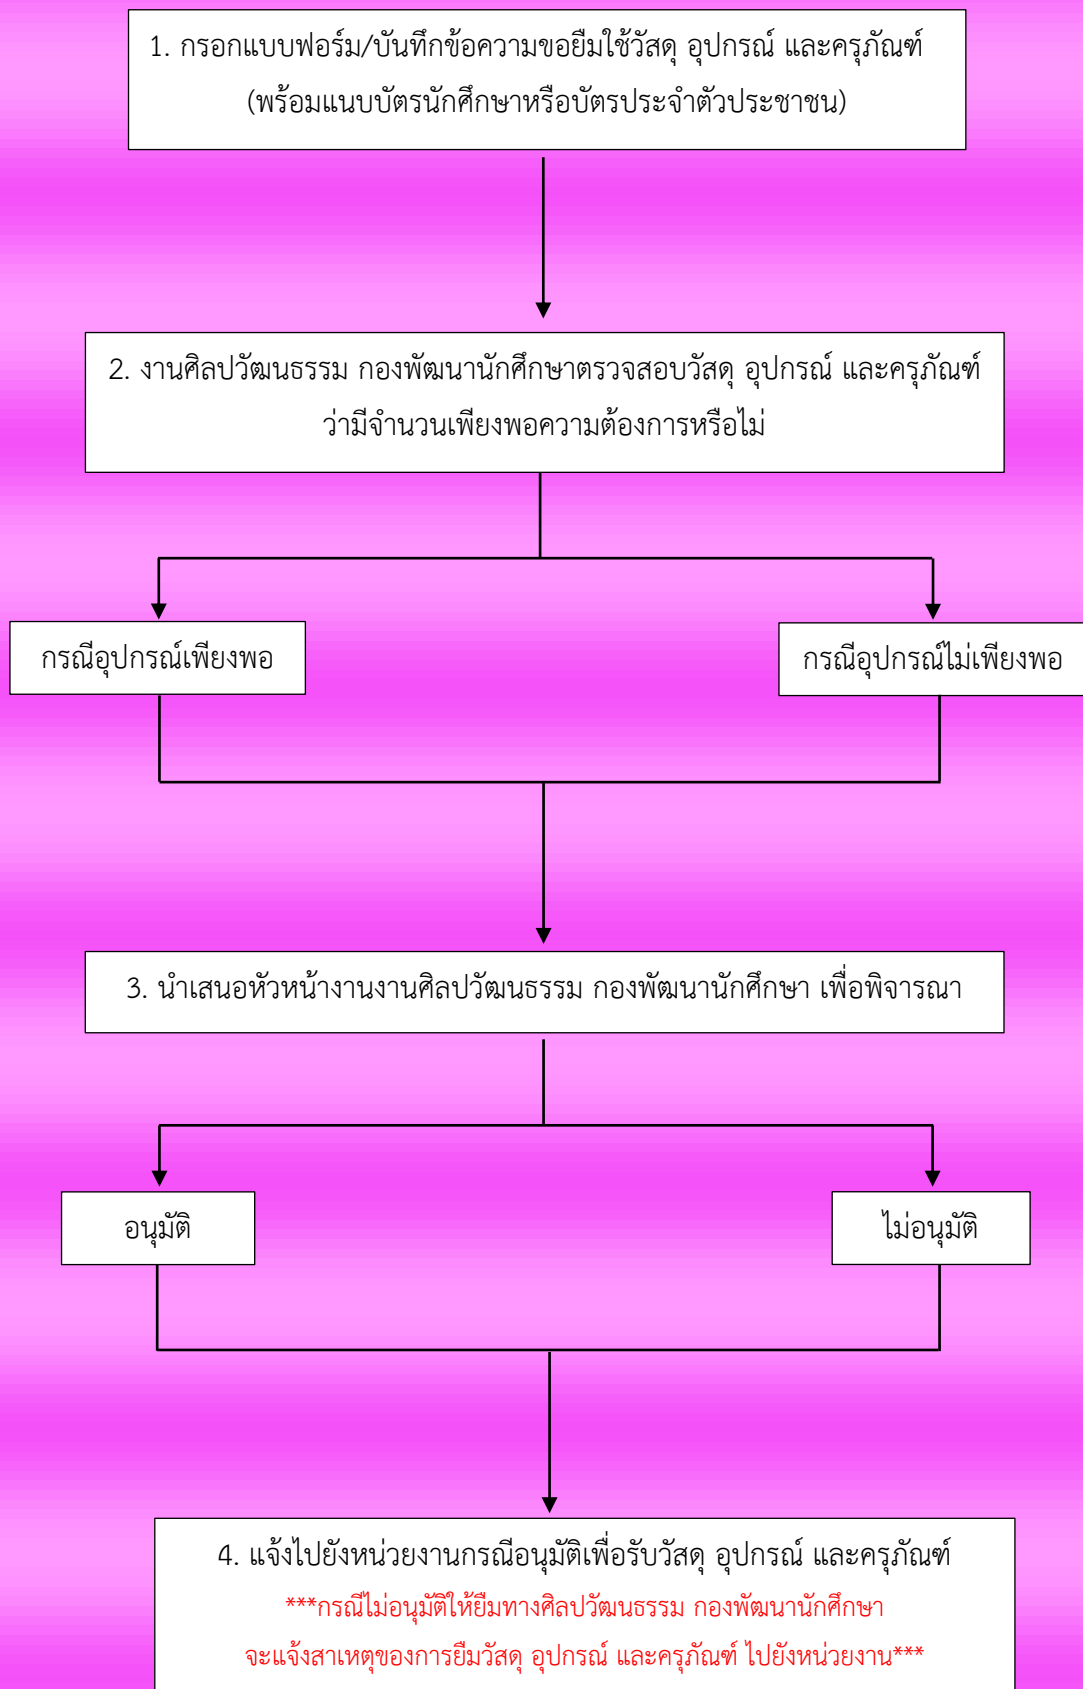 1. กรอกแบบฟอร์ม/บันทึกข้อความขอยืมใช้วัสดุ อุปกรณ์ และครุภัณฑ์
(พร้อมแนบบัตรนักศึกษาหรือบัตรประจำตัวประชาชน)
2. งานศิลปวัฒนธรรม กองพัฒนานักศึกษาตรวจสอบวัสดุ อุปกรณ์ และครุภัณฑ์
ว่ามีจำนวนเพียงพอความต้องการหรือไม่
กรณีอุปกรณ์เพียงพอ
กรณีอุปกรณ์ไม่เพียงพอ
3. นำเสนอหัวหน้างานงานศิลปวัฒนธรรม กองพัฒนานักศึกษา เพื่อพิจารณา
อนุมัติ
ไม่อนุมัติ
4. แจ้งไปยังหน่วยงานกรณีอนุมัติเพื่อรับวัสดุ อุปกรณ์ และครุภัณฑ์
***กรณีไม่อนุมัติให้ยืมทางศิลปวัฒนธรรม กองพัฒนานักศึกษา
จะแจ้งสาเหตุของการยืมวัสดุ อุปกรณ์ และครุภัณฑ์ ไปยังหน่วยงาน***